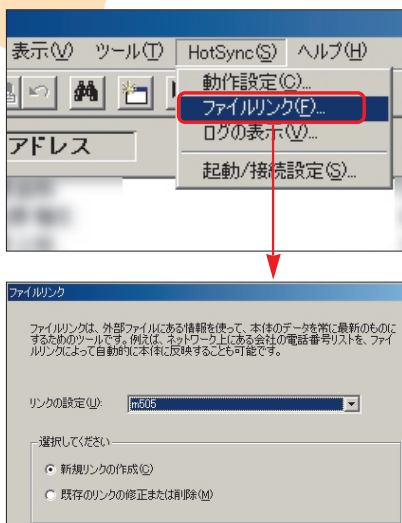 表示(V) ツール(T) HotSync(S) ヘルプ(H)
動作設定(C)...
ファイルリンク(F)...
ログの表示(V)...
アドレス
起動/接続設定(S)...
ファイルリンク
ファイルリンクは、外部ファイルにある情報を使って、本体のデータを常に最新のものに
するためのツールです。例えば、ネットワーク上にある会社の電話番号リストを、ファイ
ルリンクによって自動的に本体に反映することも可能です。
リンクの設定(U): m505
選択してください
新規リンクの作成(C)
既存のリンクの修正または削除(M)